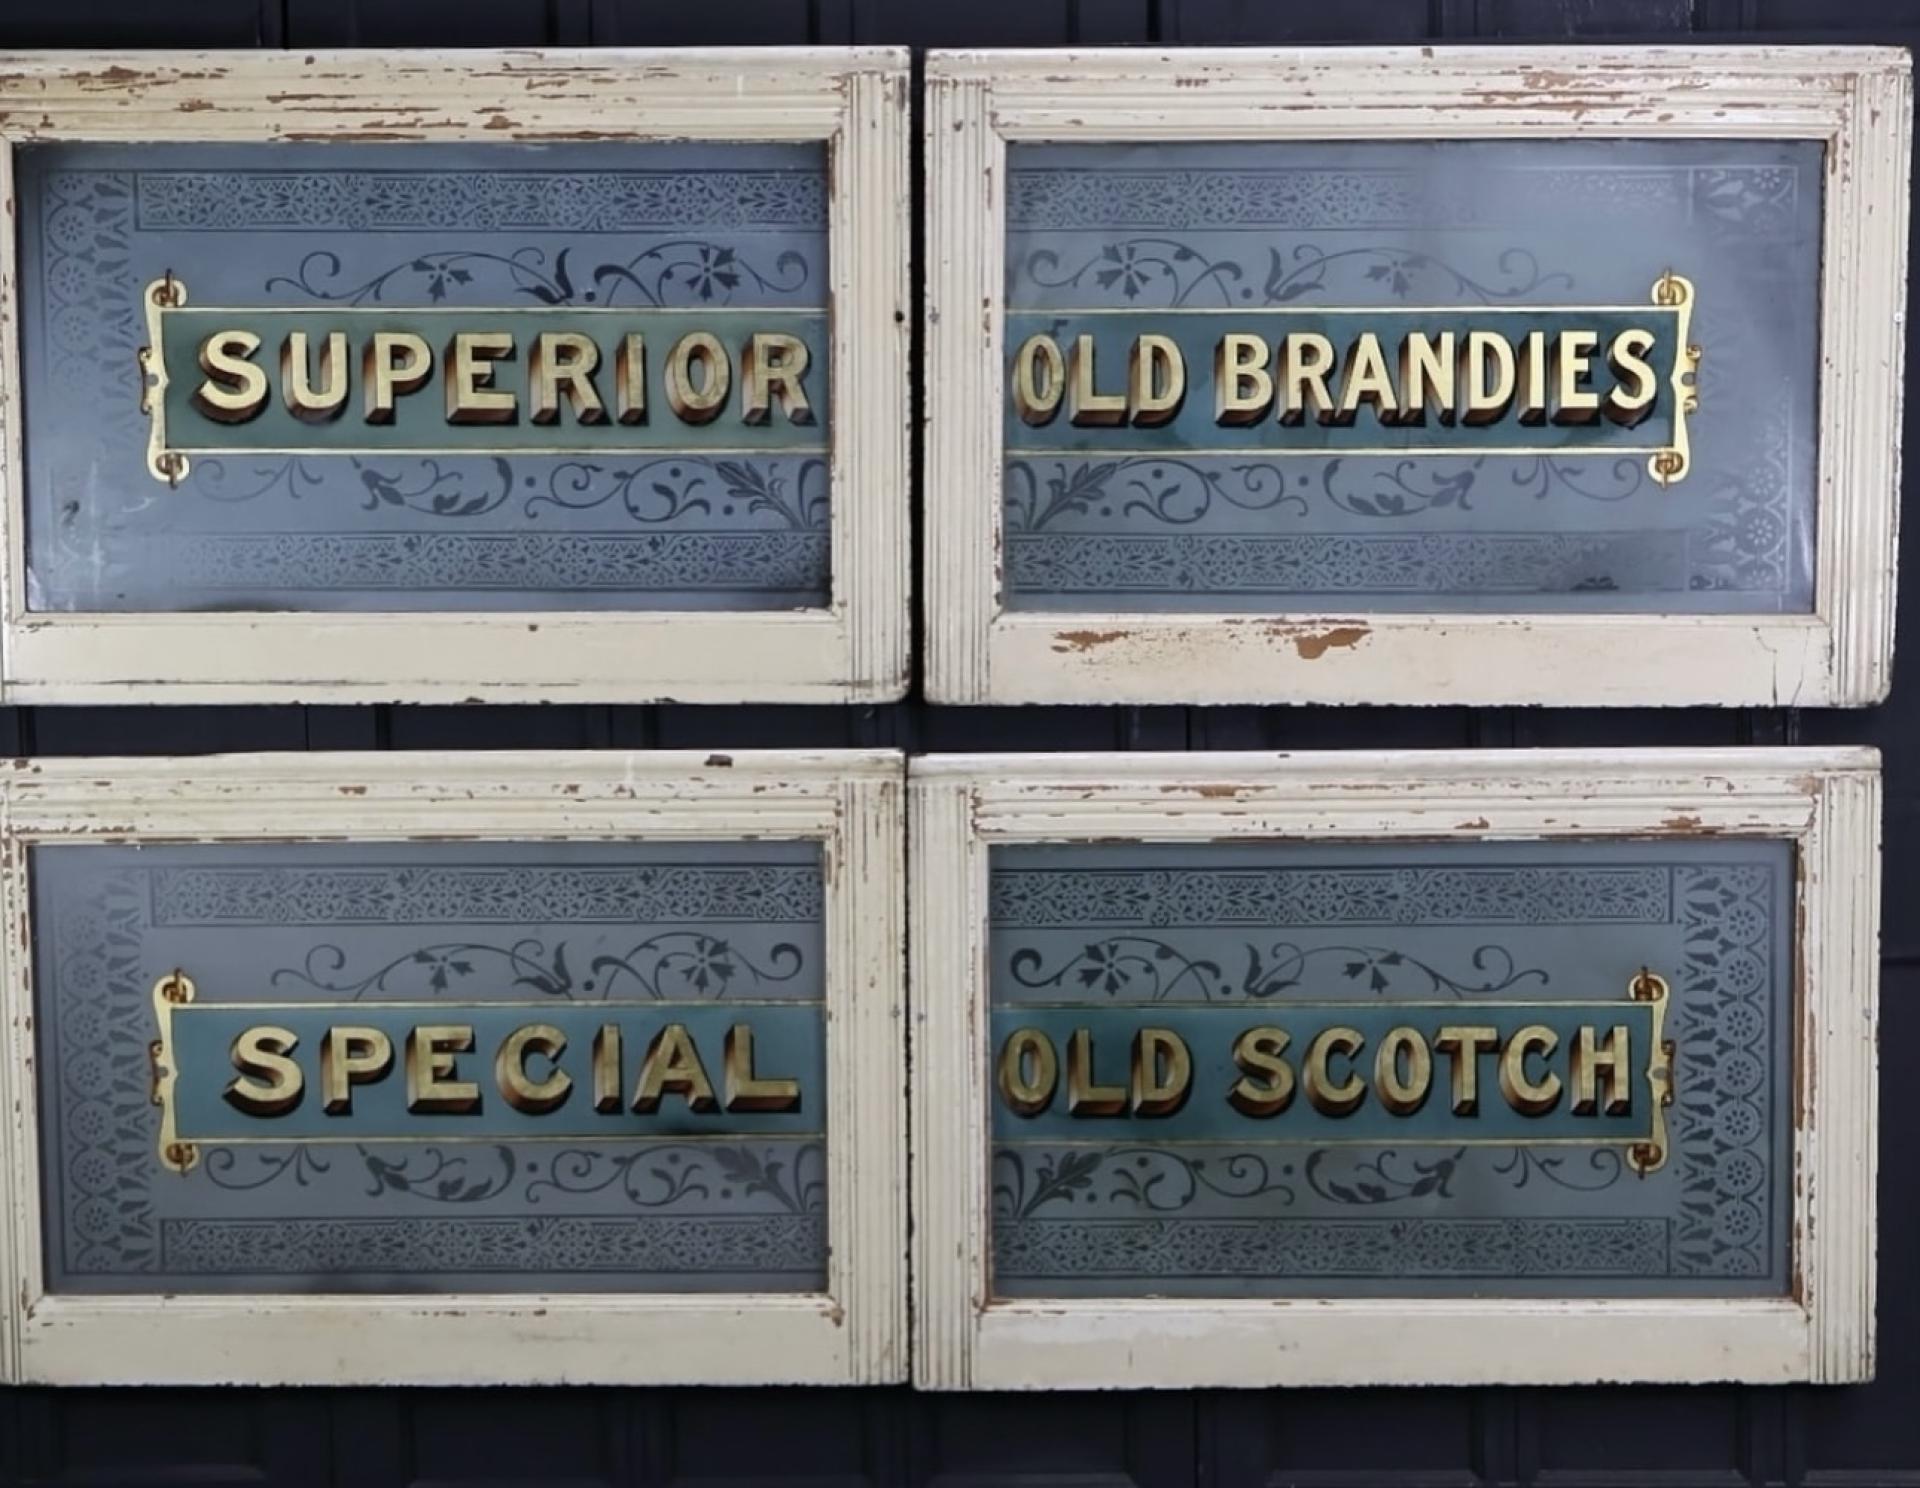 SUPERIOR OLD BRANDIES
SPECIAL OLD SCOTCH